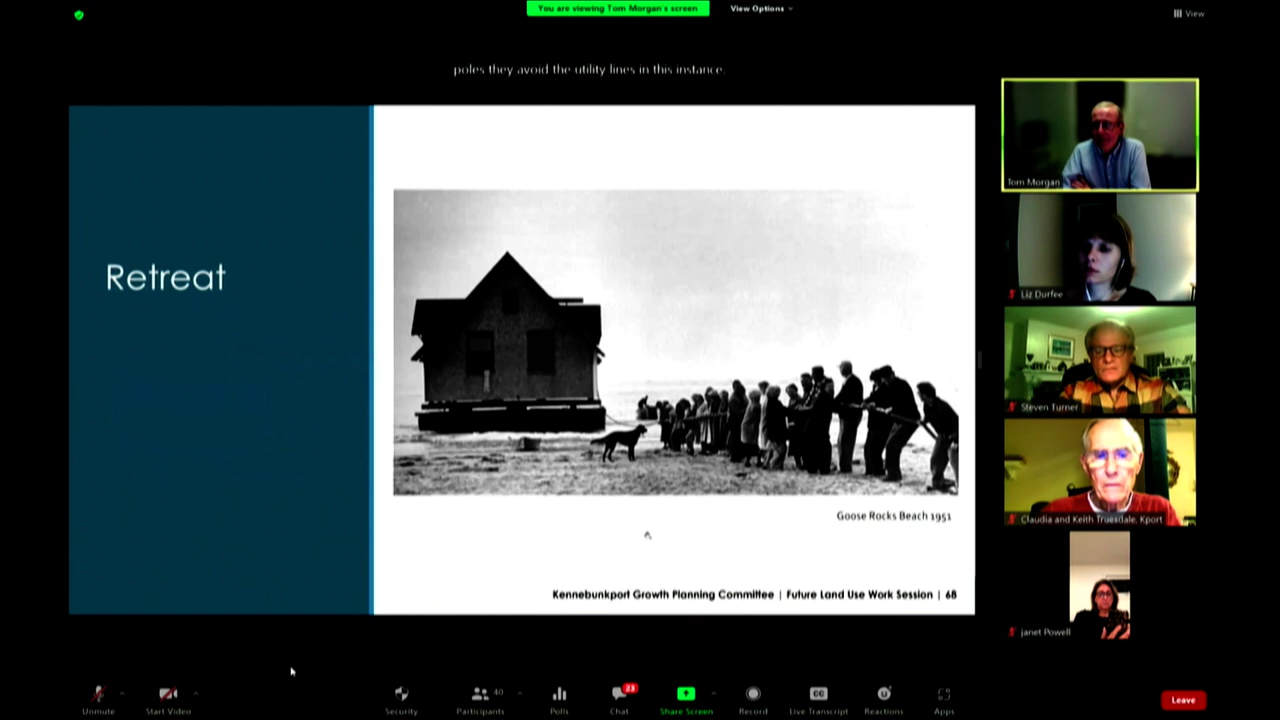 You are viewing Tom Morgan's screen
View Options
View
poles they avoid the utility lines in this instance.
Tom Morgan
Retreat
Liz Durfee
Steven Turner
Claudia and Keith Truesdale, Kport
Goose Rocks Beach 1951
Kennebunkport Growth Planning Committee | Future Land Use Work Session | 68
janet Powell
Unmute
Start Video
Security
40
Participants
Polls
23
Chat
Share Screen
Record
CC
Live Transcript
Reactions
Apps
Leave